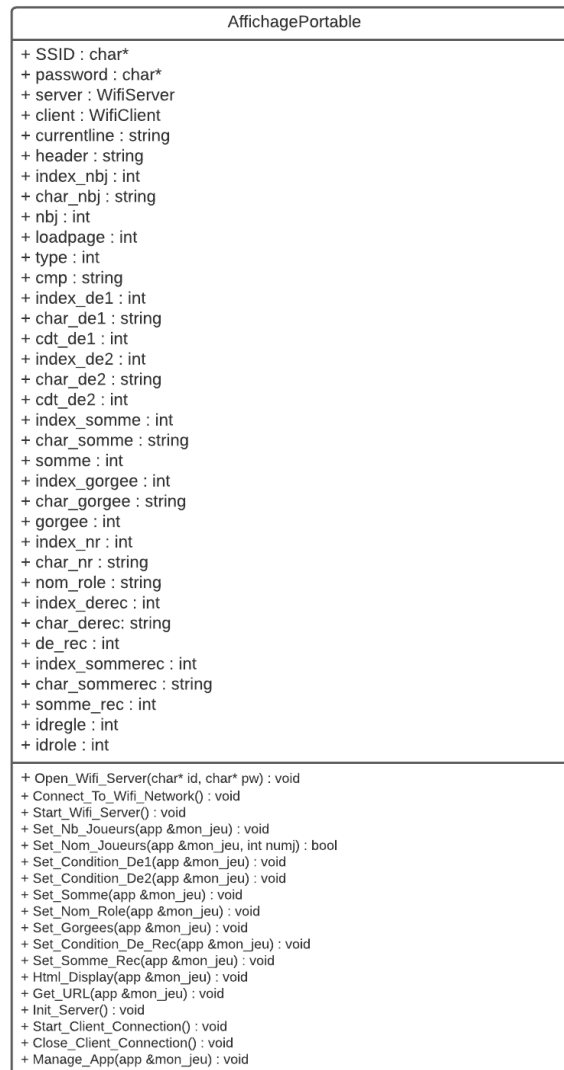 AffichagePortable
+ SSID : char*
+ password : char*
+ server : WifiServer
+ client : WifiClient
+ currentline : string
+ header : string
+ index_nbj : int
+ char_nbj : string
+ nbj : int
+ loadpage : int
+ type : int
+ cmp : string
+ index_de1 : int
+ char_de1 : string
+ cdt_de1 : int
+ index_de2 : int
+ char_de2 : string
+ cdt_de2 : int
+ index_somme : int
+ char_somme : string
+ somme : int
+ index_gorgee : int
+ char_gorgee : string
+ gorgee : int
+ index_nr : int
+ char_nr : string
+ nom_role : string
+ index_derec : int
+ char_derec: string
+ de_rec : int
+ index_sommerec : int
+ char_sommerec : string
+ somme_rec : int
+ idregle : int
+ idrole : int
+ Open_Wifi_Server(char* id, char* pw) : void
+ Connect_To_Wifi_Network() : void
+ Start_Wifi_Server() : void
+ Set_Nb_Joueurs(app &mon_jeu) : void
+ Set_Nom_Joueurs(app &mon_jeu, int numj) : bool
+ Set_Condition_De1(app &mon_jeu) : void
+ Set_Condition_De2(app &mon_jeu) : void
+ Set_Somme(app &mon_jeu) : void
+ Set_Nom_Role(app &mon_jeu) : void
+ Set_Gorgees(app &mon_jeu) : void
+ Set_Condition_De_Rec(app &mon_jeu) : void
+ Set_Somme_Rec(app &mon_jeu) : void
+ Html_Display(app &mon_jeu) : void
+ Get_URL(app &mon_jeu) : void
+ Init_Server() : void
+ Start_Client_Connection() : void
+ Close_Client_Connection() : void
+ Manage_App(app &mon_jeu) : void